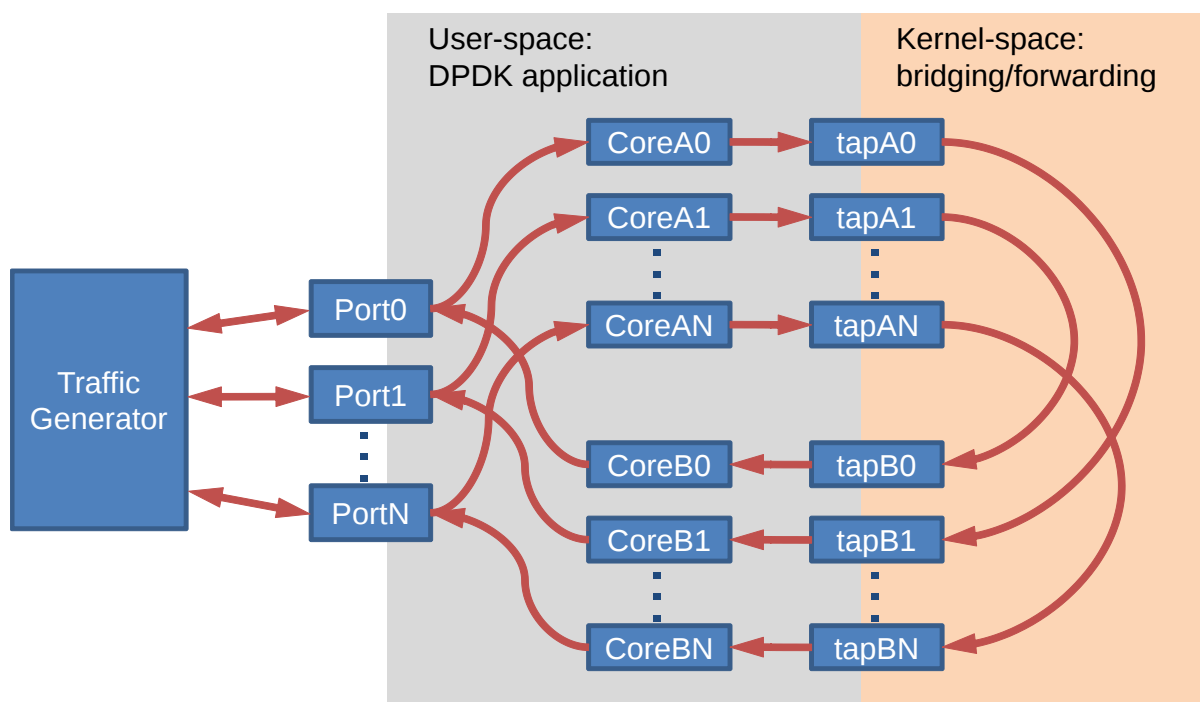 User-space:
DPDK application
Kernel-space:
bridging/forwarding
CoreA0
tapA0
CoreA1
tapA1
CoreAN
tapAN
Port0
Port1
PortN
Traffic
Generator
CoreB0
tapB0
CoreB1
tapB1
CoreBN
tapBN